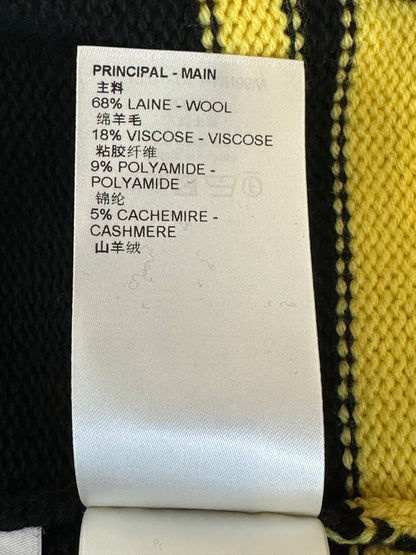 PRINCIPAL - MAIN
主料
68% LAINE - WOOL
绵羊毛
18% VISCOSE - VISCOSE
粘胶纤维
9% POLYAMIDE -
POLYAMIDE
锦纶
5% CACHEMIRE -
CASHMERE
山羊绒